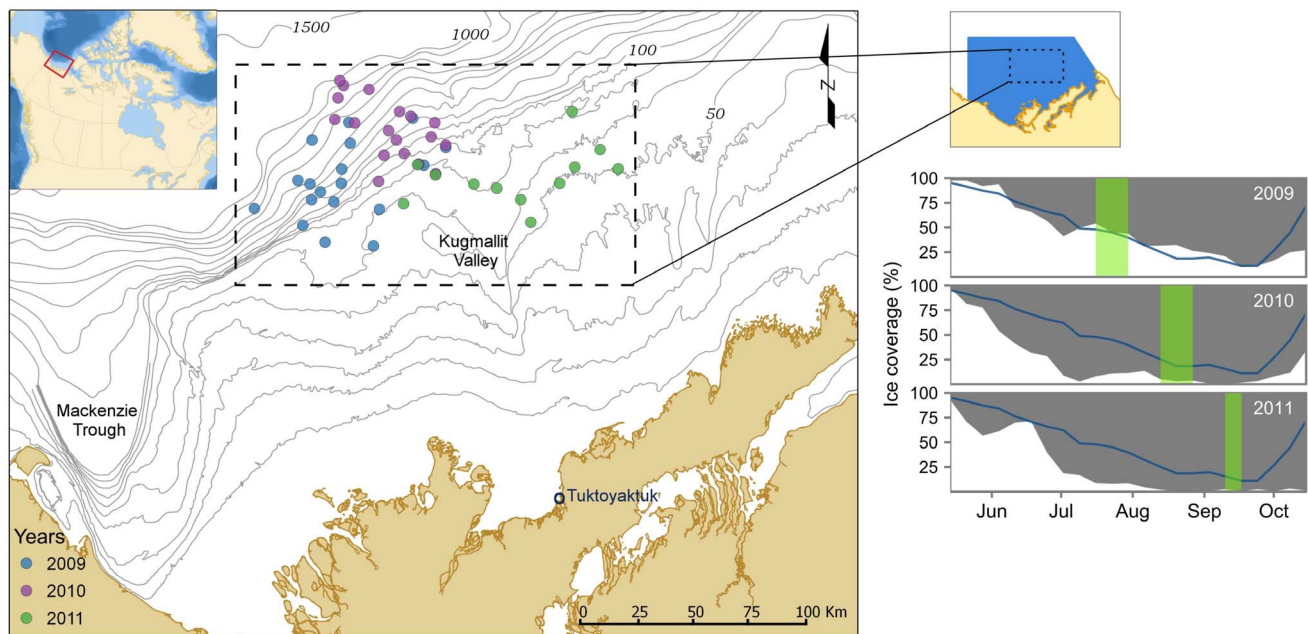 1500
1000
100
50
N
Kugmallit
Valley
Mackenzie
Trough
Tuktoyaktuk
Years
2009
2010
2011
0 25 50 75 100 Km
Ice coverage (%)
100
75
50
25
2009
100
75
50
25
2010
100
75
50
25
2011
Jun Jul Aug Sep Oct